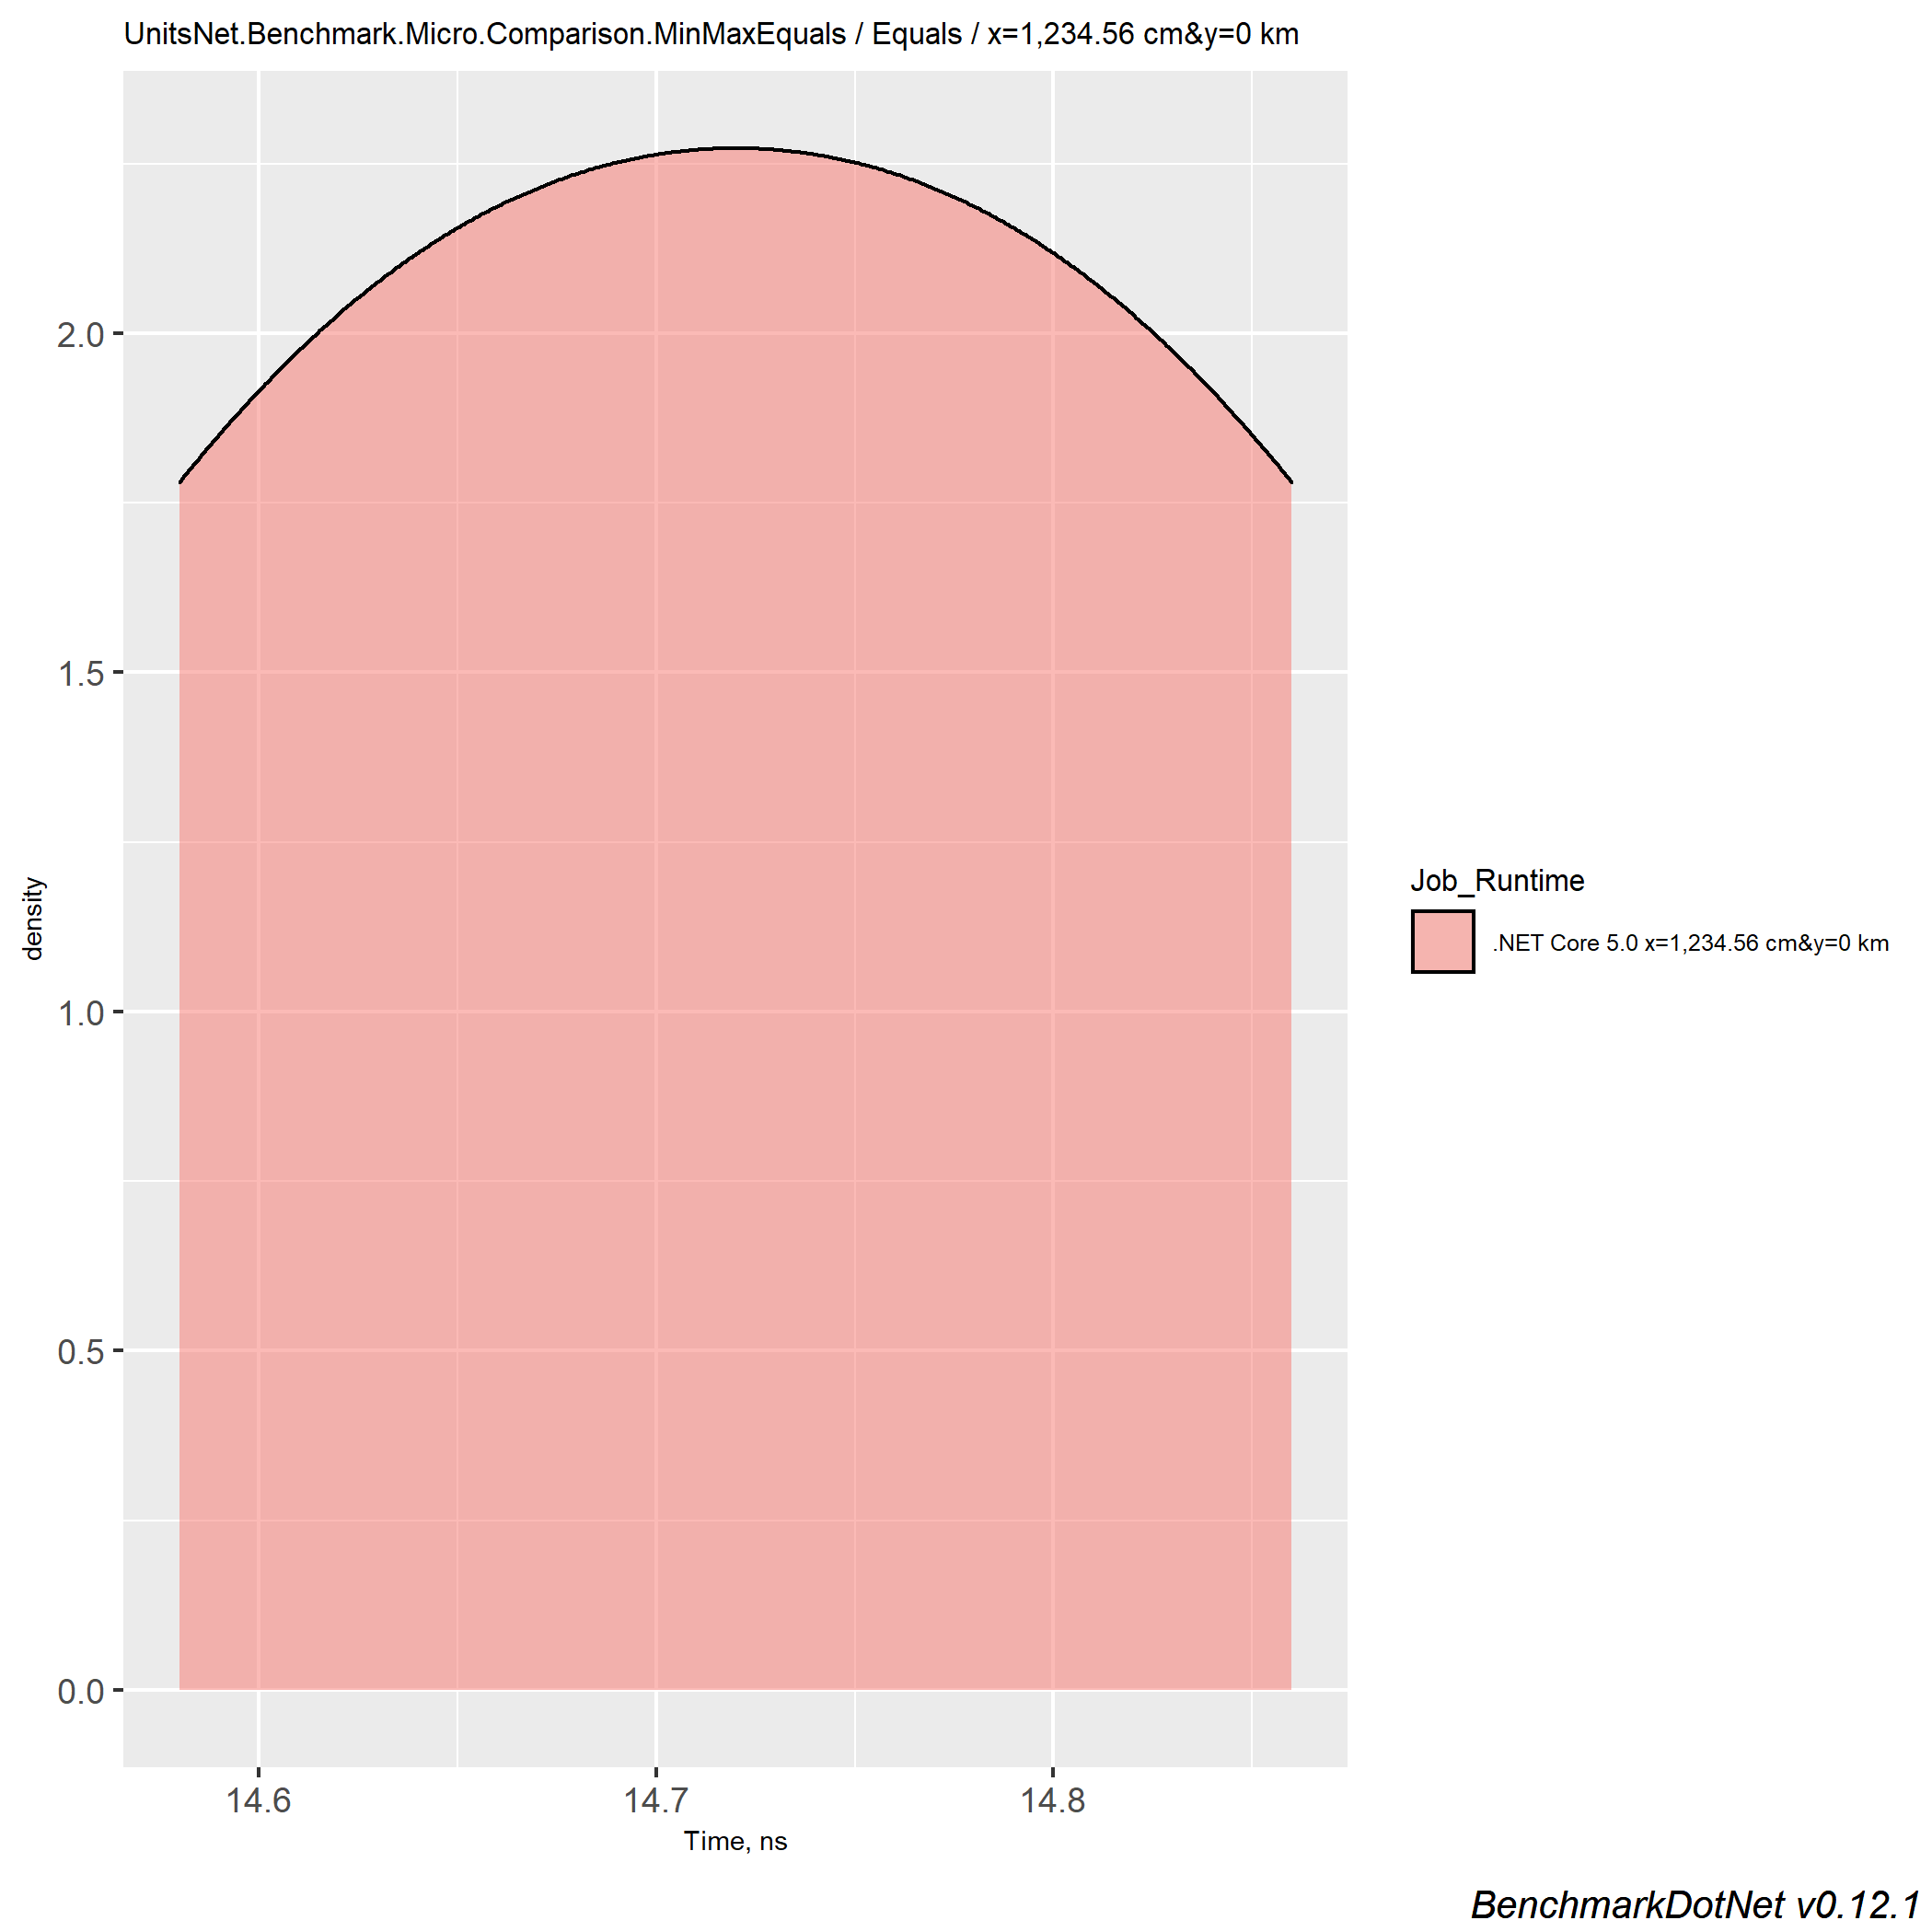 UnitsNet.Benchmark.Micro.Comparison.MinMaxEquals / Equals / x=1,234.56 cm&y=0 km
2.0
1.5
1.0
0.5
0.0
density
14.6 14.7 14.8
Time, ns
Job_Runtime
.NET Core 5.0 x=1,234.56 cm&y=0 km
BenchmarkDotNet v0.12.1